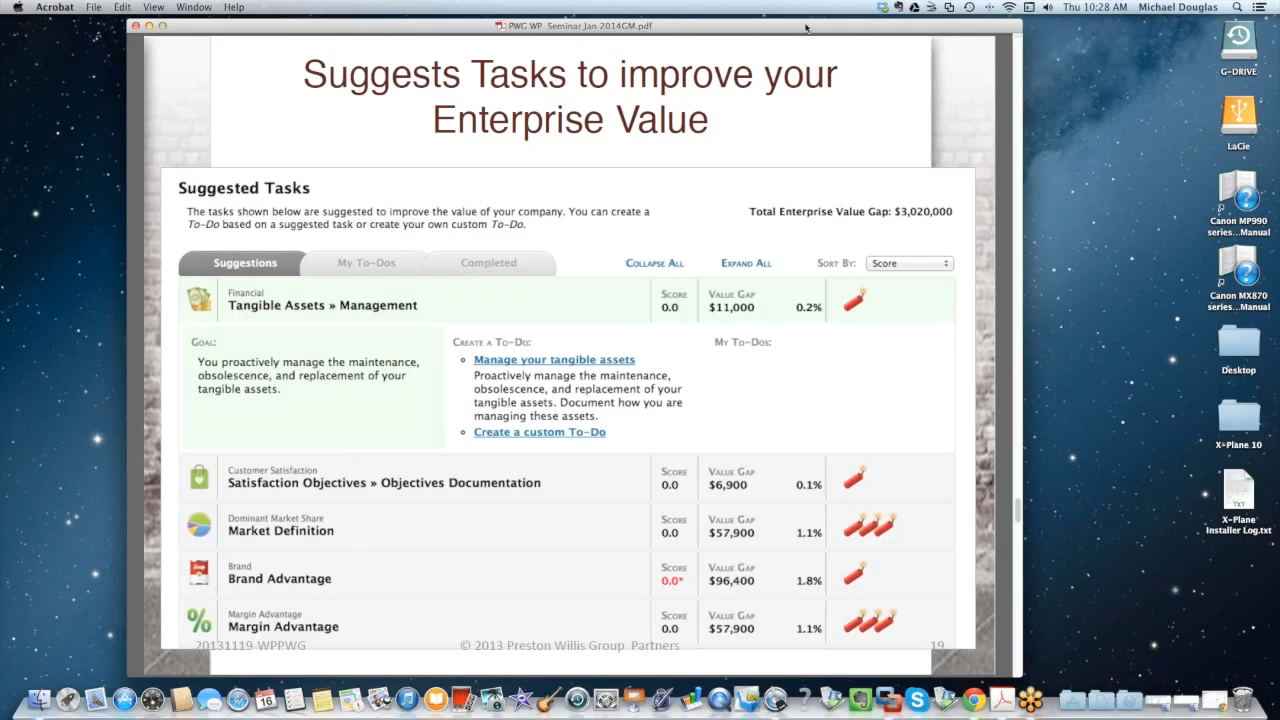 Acrobat File Edit View Window Help Thu 10:28 AM Michael Douglas
PWG WP Seminar Jan 2014GM.pdf
Suggests Tasks to improve your
Enterprise Value
Suggested Tasks
The tasks shown below are suggested to improve the value of your company. You can create a
To-Do based on a suggested task or create your own custom To-Do.
Total Enterprise Value Gap: $3,020,000
Suggestions My To-Dos Completed COLLAPSE ALL EXPAND ALL SORT BY: Score
Financial
Tangible Assets » Management
SCORE
0.0
VALUE GAP
$11,000 0.2%
GOAL:
You proactively manage the maintenance,
obsolescence, and replacement of your
tangible assets.
CREATE A TO-DO:
Manage your tangible assets
Proactively manage the maintenance,
obsolescence, and replacement of your
tangible assets. Document how you are
managing these assets.
Create a custom To-Do
MY TO-DOS:
Customer Satisfaction
Satisfaction Objectives » Objectives Documentation
SCORE
0.0
VALUE GAP
$6,900 0.1%
Dominant Market Share
Market Definition
SCORE
0.0
VALUE GAP
$57,900 1.1%
Brand
Brand Advantage
SCORE
0.0*
VALUE GAP
$96,400 1.8%
Margin Advantage
Margin Advantage
SCORE
0.0
VALUE GAP
$57,900 1.1%
20131119-WPPWG © 2013 Preston Willis Group Partners 19
G-DRIVE
LaCie
Canon MP990
series...Manual
Canon MX870
series...Manual
Desktop
X-Plane 10
TXT
X-Plane
Installer Log.txt
16